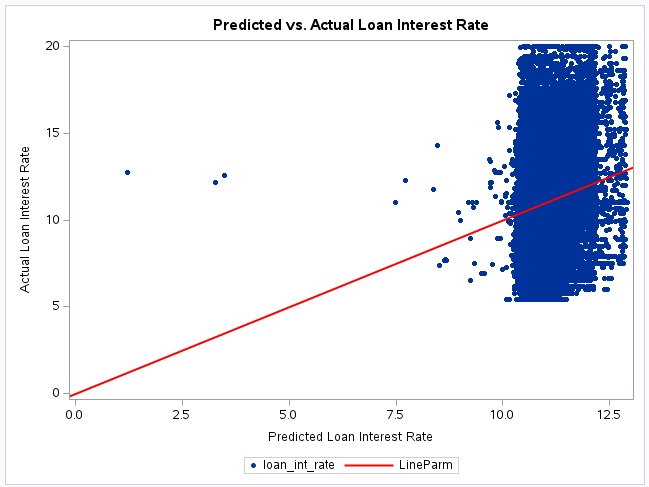 Predicted vs. Actual Loan Interest Rate
20
15
10
5
0
Actual Loan Interest Rate
0.0 2.5 5.0 7.5 10.0 12.5
Predicted Loan Interest Rate
loan_int_rate LineParm